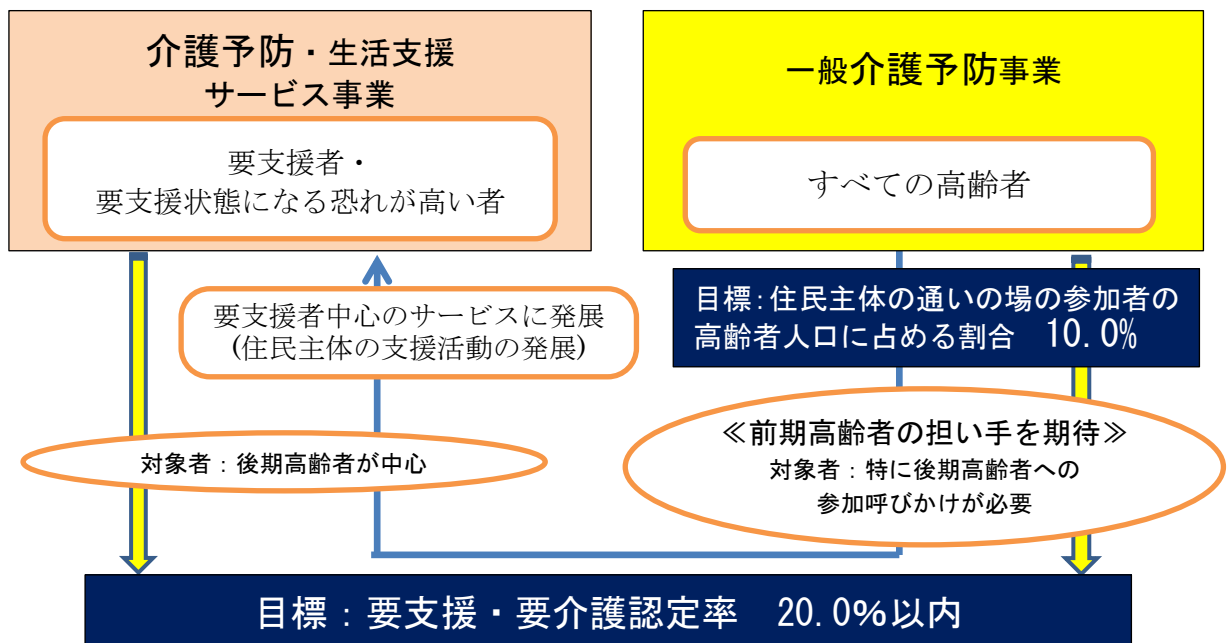 介護予防・生活支援
サービス事業
要支援者・
要支援状態になる恐れが高い者
一般介護予防事業
すべての高齢者
要支援者中心のサービスに発展
(住民主体の支援活動の発展)
目標:住民主体の通いの場の参加者の
高齢者人口に占める割合 10.0%
対象者:後期高齢者が中心
≪前期高齢者の担い手を期待≫
対象者:特に後期高齢者への
参加呼びかけが必要
目標:要支援・要介護認定率 20.0%以内